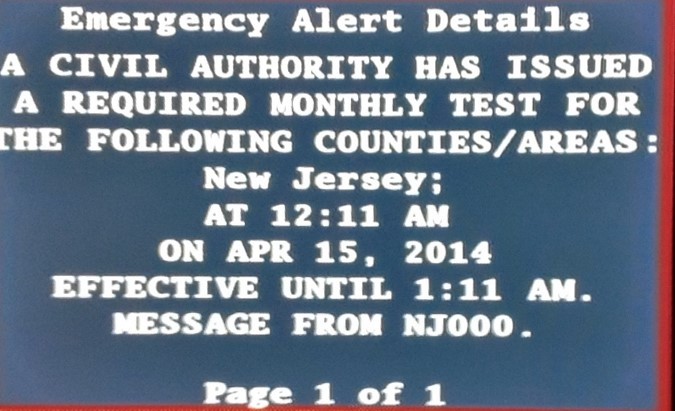 Emergency Alert Details
A CIVIL AUTHORITY HAS ISSUED
A REQUIRED MONTHLY TEST FOR
THE FOLLOWING COUNTIES/AREAS:
New Jersey;
AT 12:11 AM
ON APR 15, 2014
EFFECTIVE UNTIL 1:11 AM.
MESSAGE FROM NJ000.
Page 1 of 1